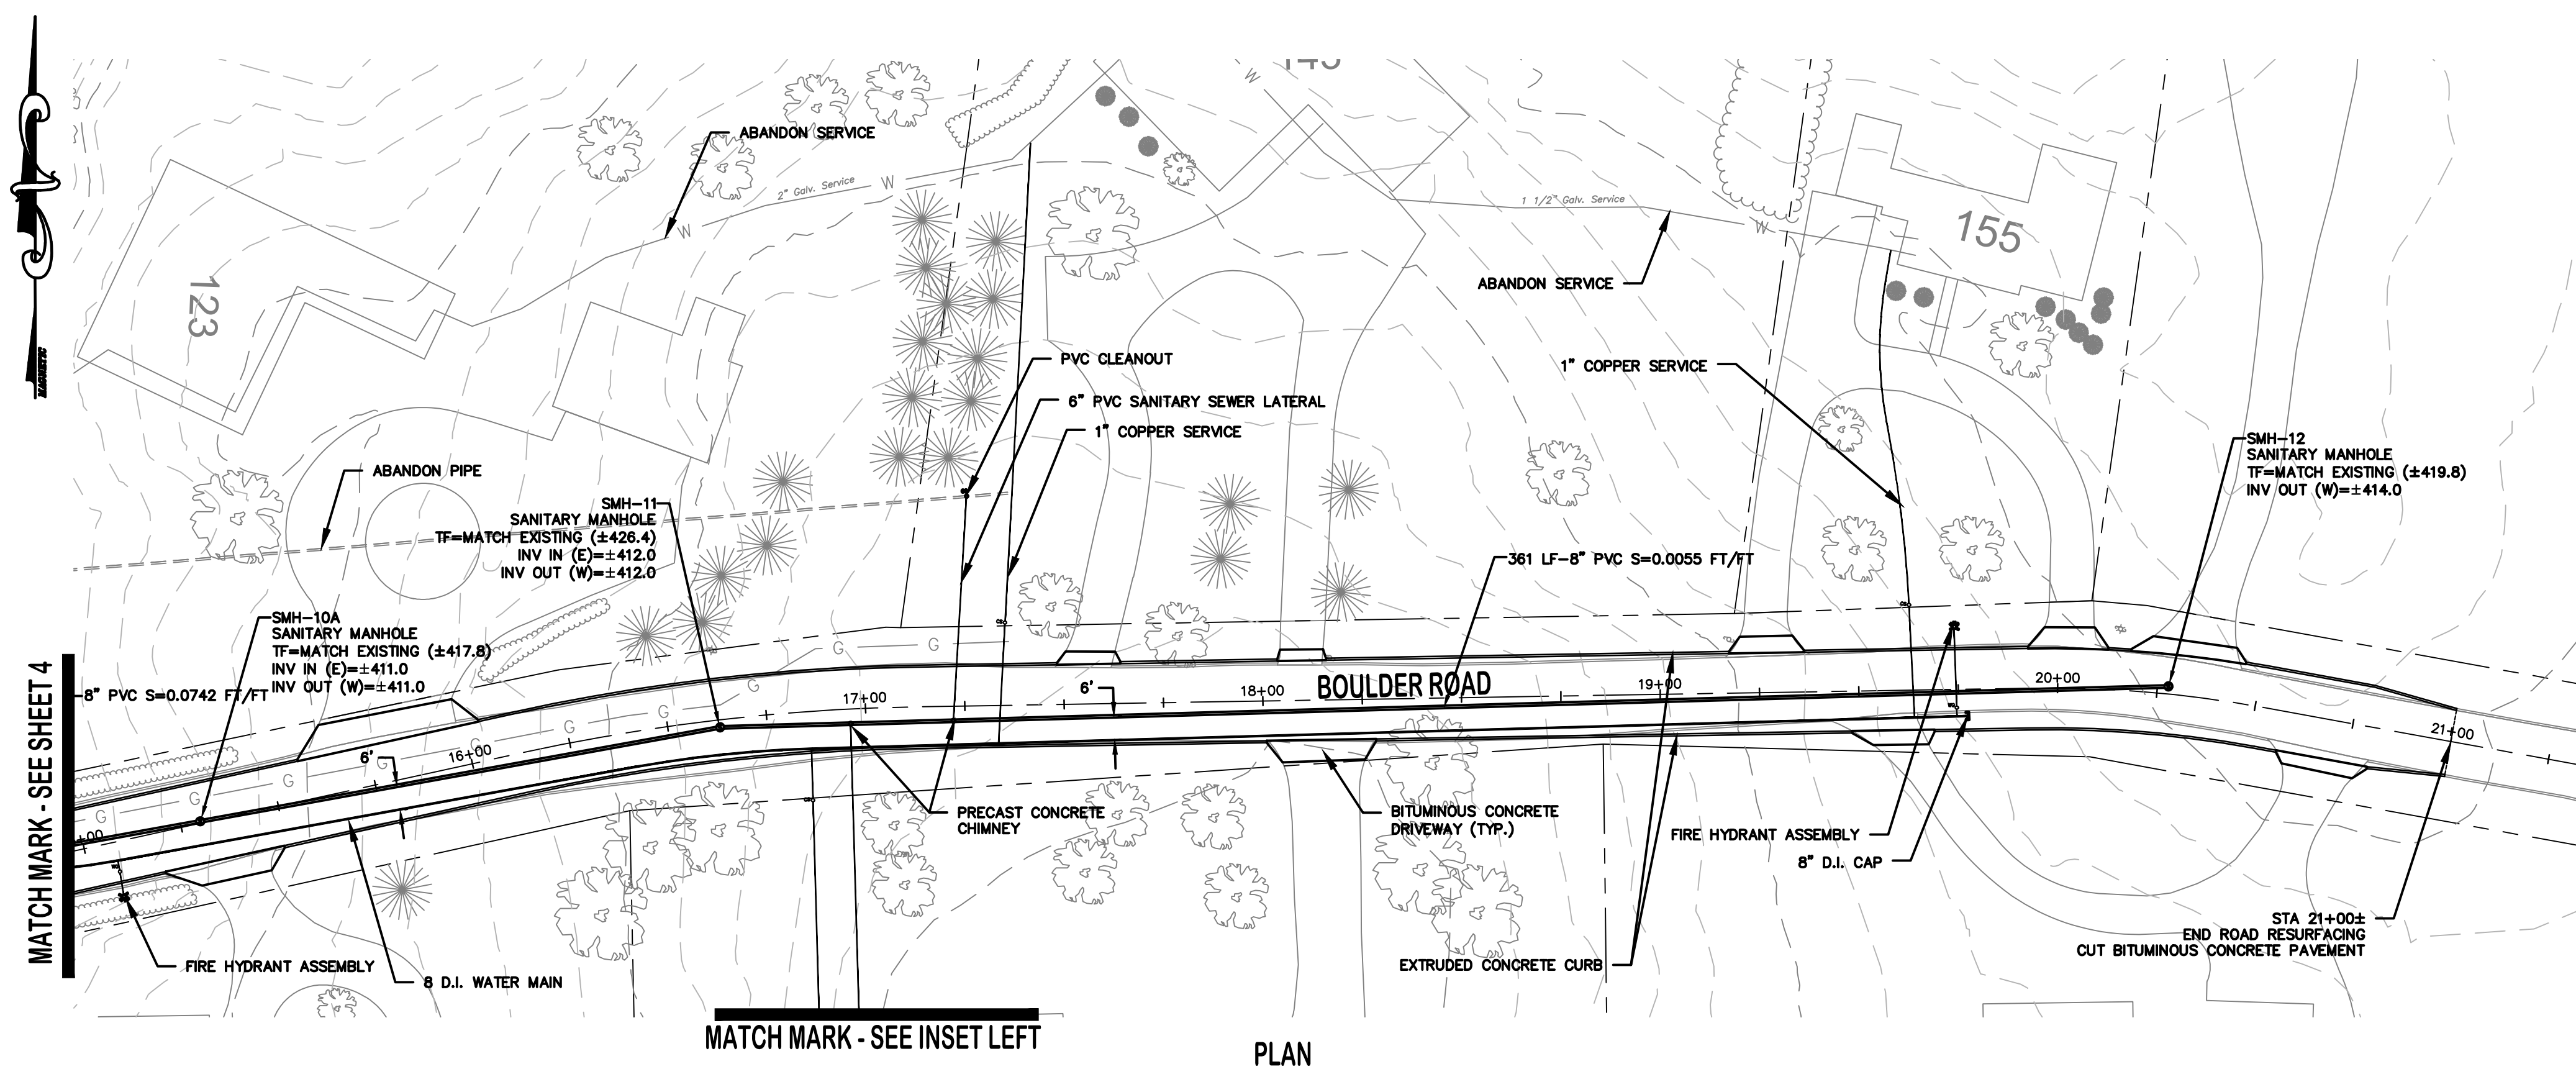 145
ABANDON SERVICE
2" Galv. Service
W
W
W
1 1/2" Galv. Service
W
155
123
MAGNETIC
ABANDON SERVICE
PVC CLEANOUT
1" COPPER SERVICE
6" PVC SANITARY SEWER LATERAL
1" COPPER SERVICE
SMH-12
SANITARY MANHOLE
TF=MATCH EXISTING (±419.8)
INV OUT (W)=±414.0
ABANDON PIPE
SMH-11
SANITARY MANHOLE
TF=MATCH EXISTING (±426.4)
INV IN (E)=±412.0
INV OUT (W)=±412.0
361 LF-8" PVC S=0.0055 FT/FT
SMH-10A
SANITARY MANHOLE
TF=MATCH EXISTING (±417.8)
INV IN (E)=±411.0
INV OUT (W)=±411.0
8" PVC S=0.0742 FT/FT
MATCH MARK - SEE SHEET 4
G
G
G
G
G
G
G
G
G
G
+00
16+00
17+00
18+00
19+00
20+00
21+00
BOULDER ROAD
6'
6'
PRECAST CONCRETE
CHIMNEY
BITUMINOUS CONCRETE
DRIVEWAY (TYP.)
FIRE HYDRANT ASSEMBLY
8" D.I. CAP
STA 21+00±
END ROAD RESURFACING
CUT BITUMINOUS CONCRETE PAVEMENT
FIRE HYDRANT ASSEMBLY
8 D.I. WATER MAIN
EXTRUDED CONCRETE CURB
MATCH MARK - SEE INSET LEFT
PLAN